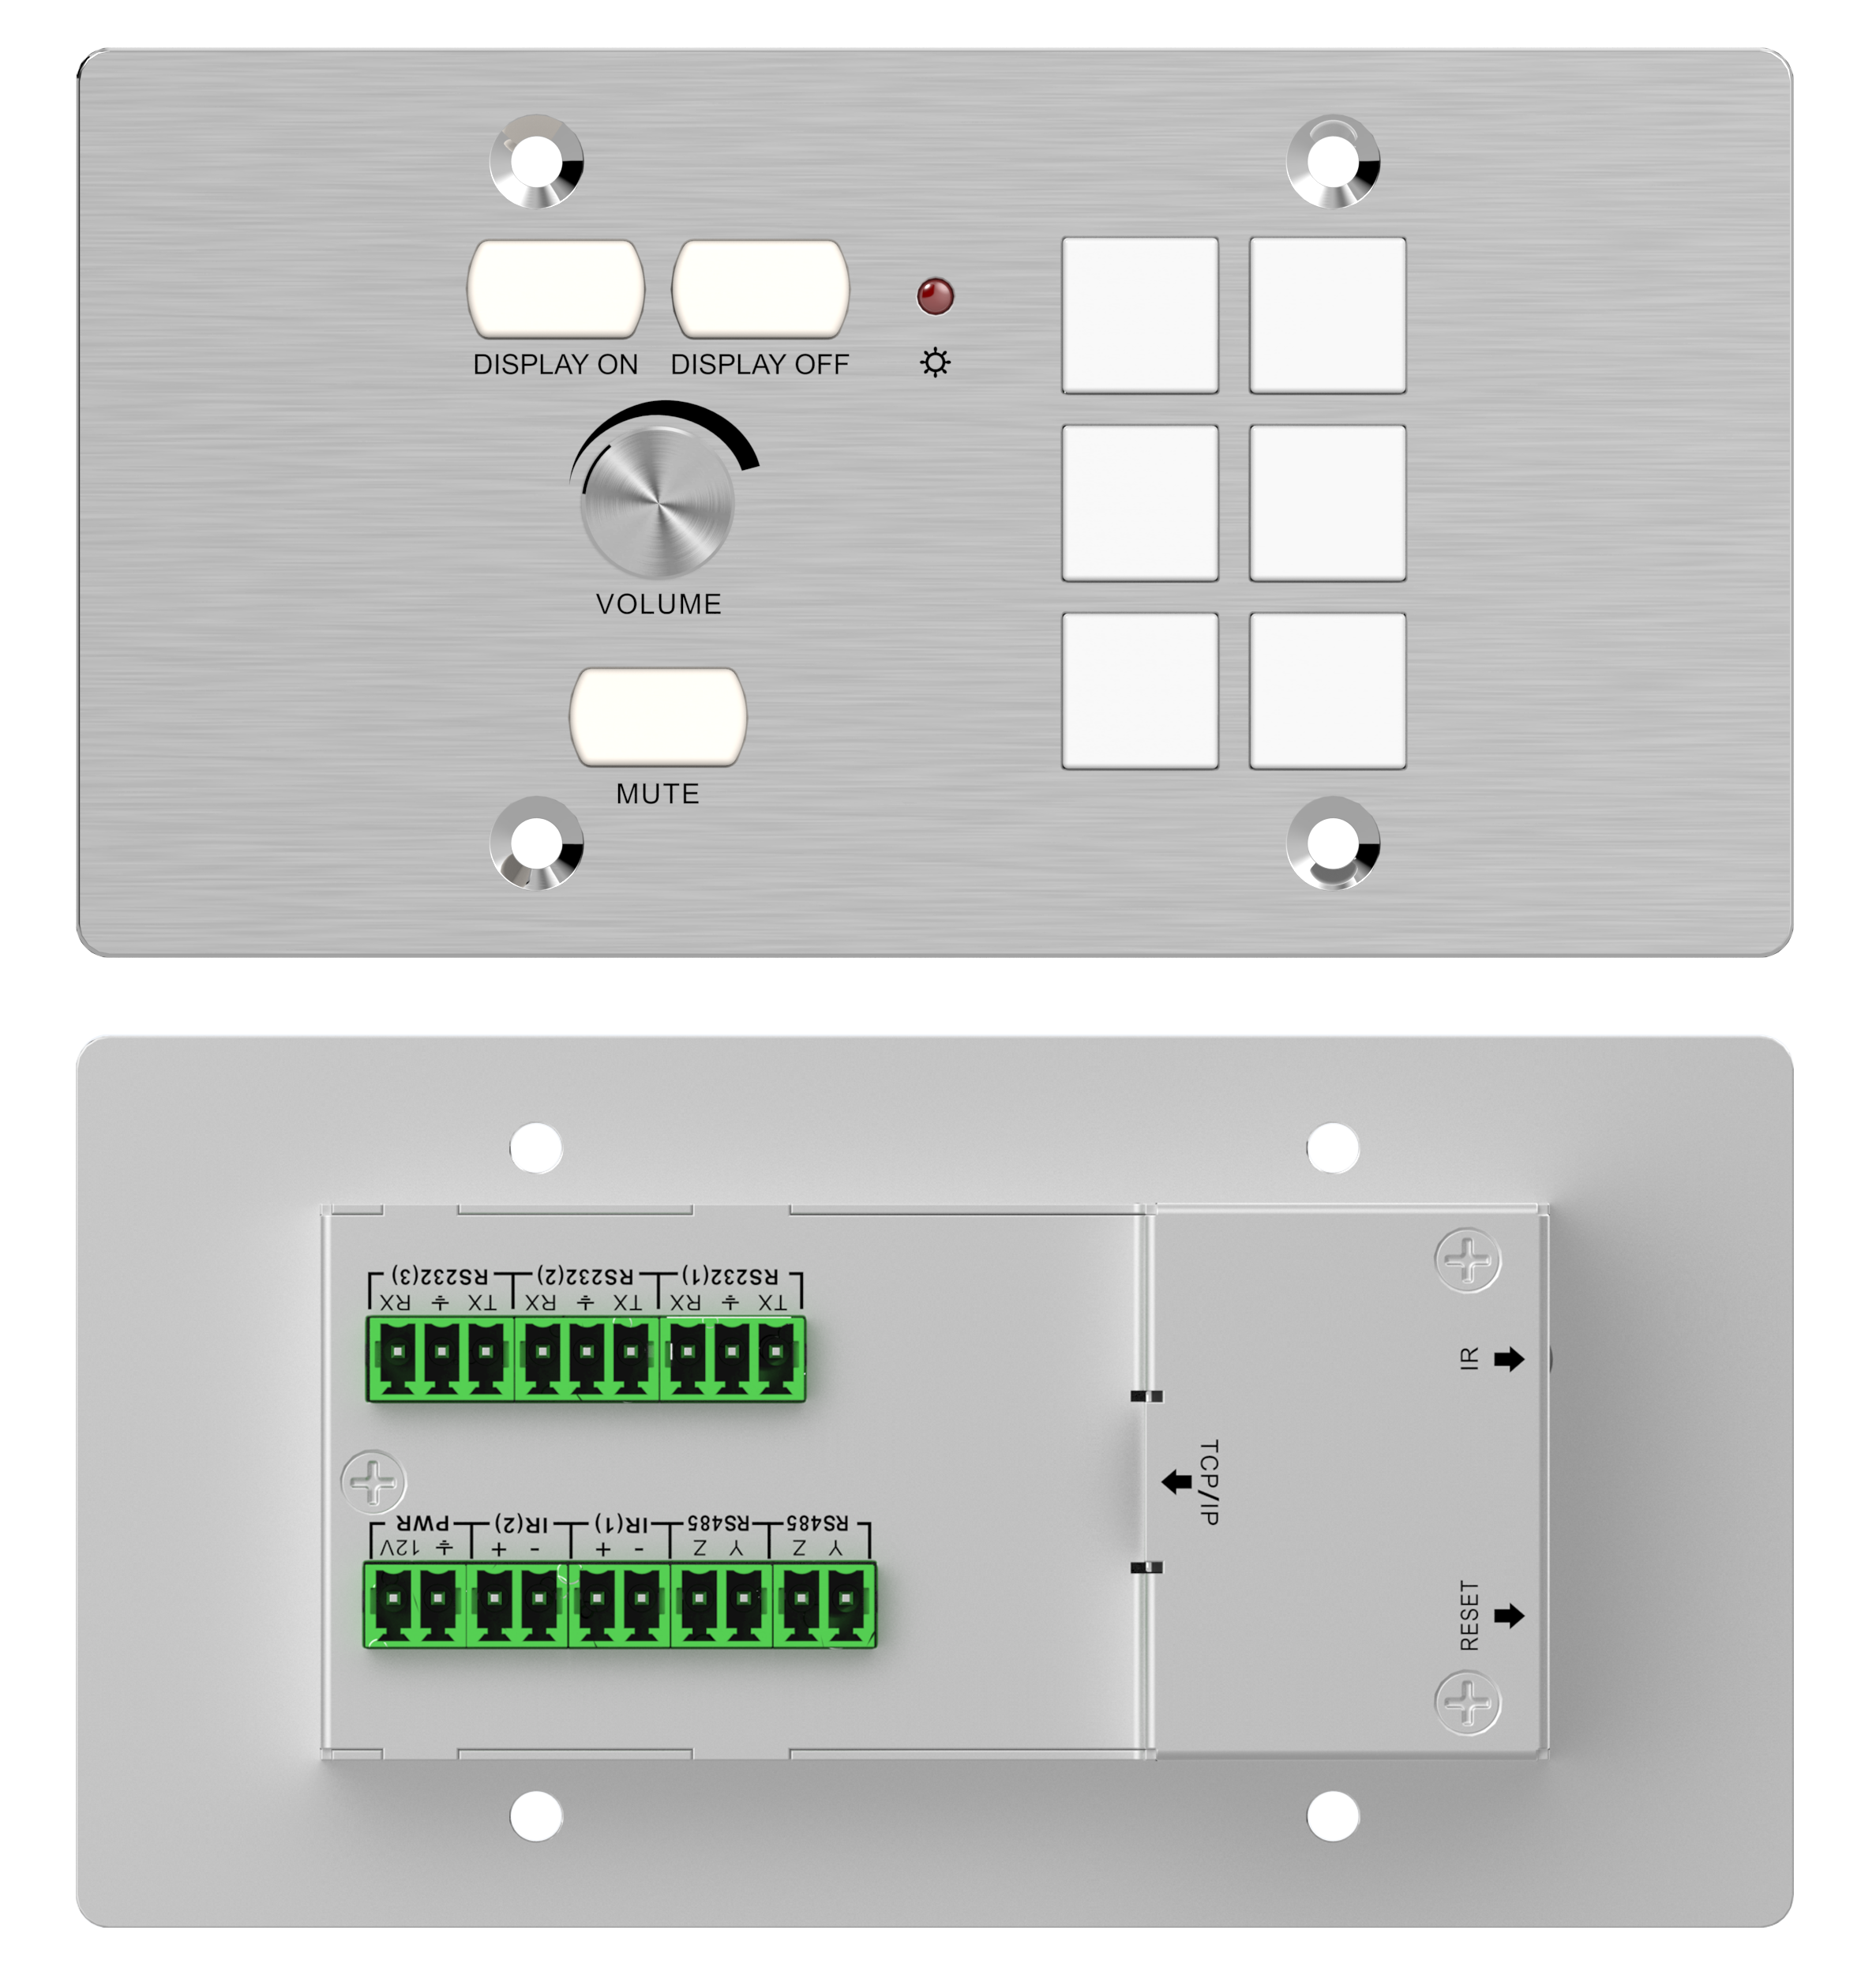 DISPLAY ON DISPLAY OFF
VOLUME
MUTE
TX ⏚ RX TX ⏚ RX TX ⏚ RX
RS232(1) RS232(2) RS232(3)
Y Z Y Z - + - + ⏚ 12V
RS485 RS485 IR(1) IR(2) PWR
TCP/IP
IR
RESET